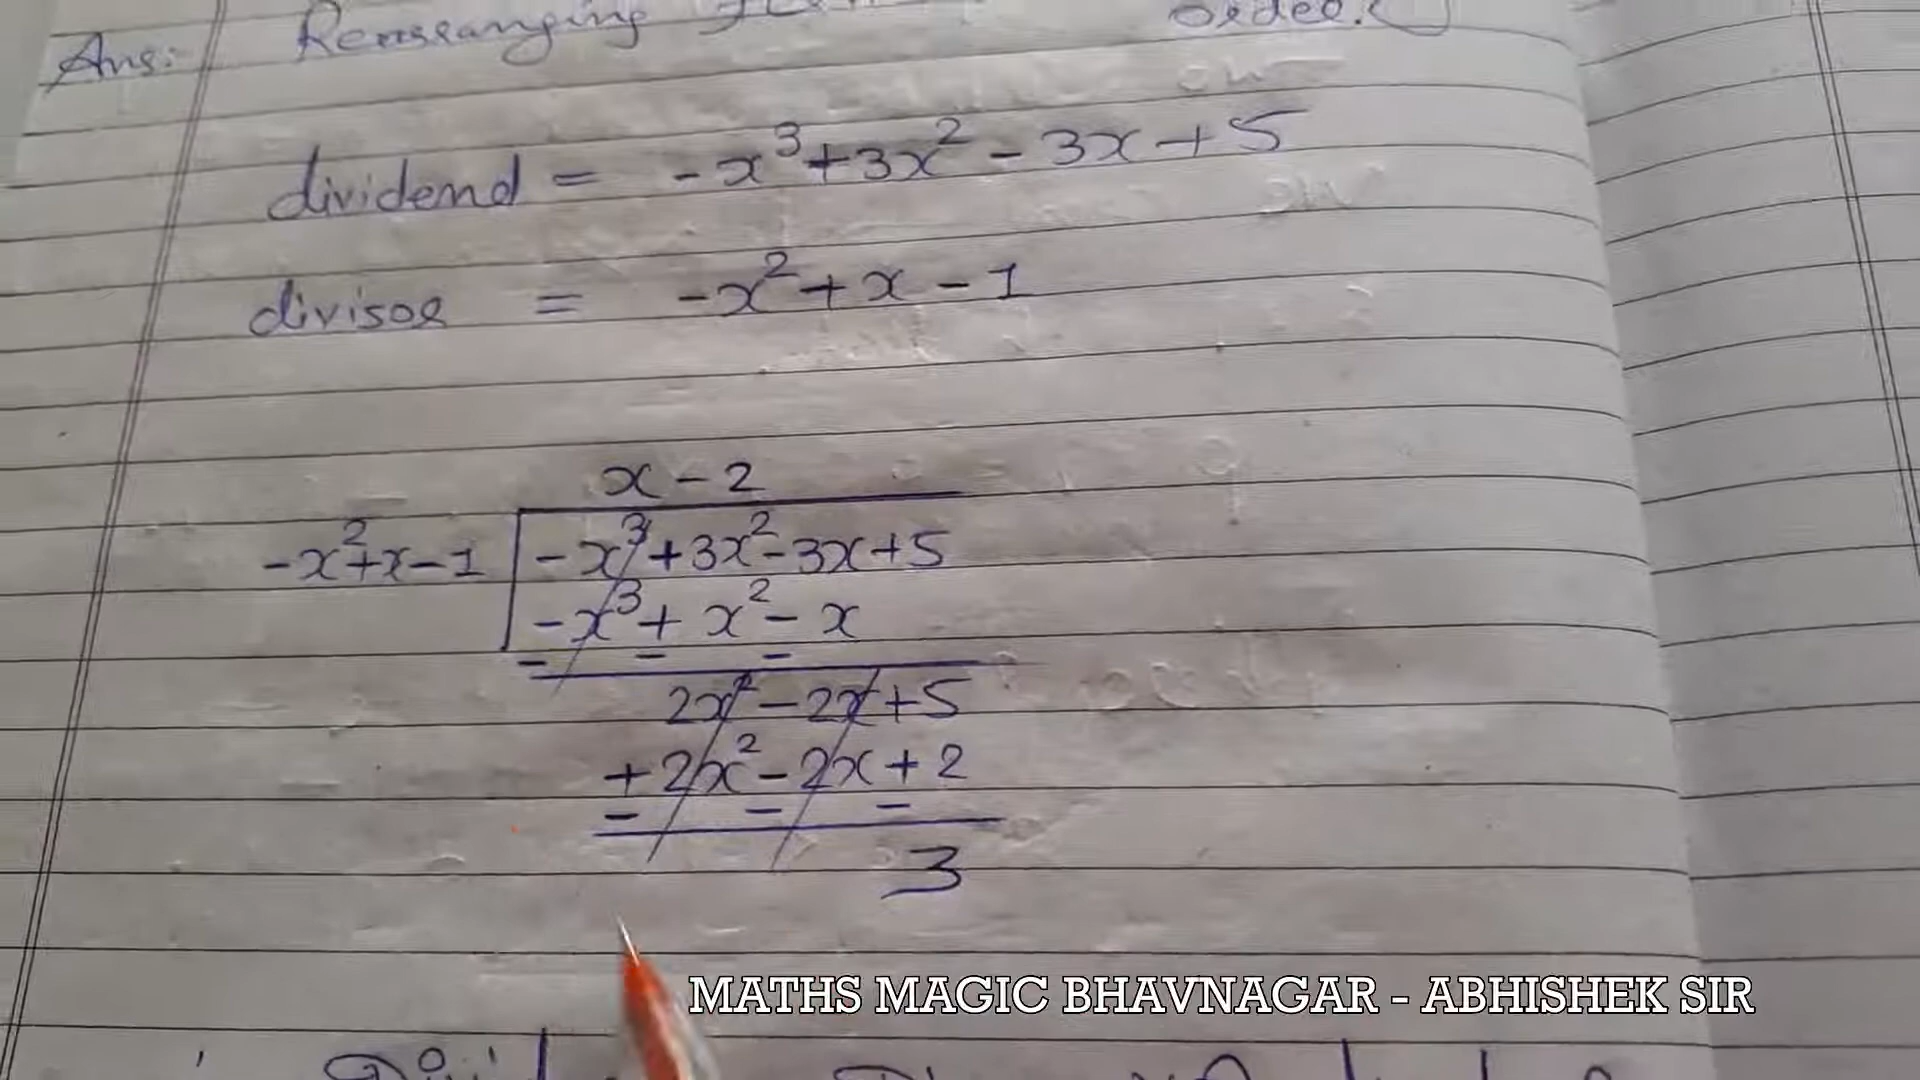 Ans: Rearranging order.
dividend = -x³+3x²-3x+5
divisor = -x²+x-1
x-2
-x²+x-1 -x³+3x²-3x+5
-x³+x²-x
- - -
2x²-2x+5
+2x²-2x+2
- - -
3
MATHS MAGIC BHAVNAGAR - ABHISHEK SIR